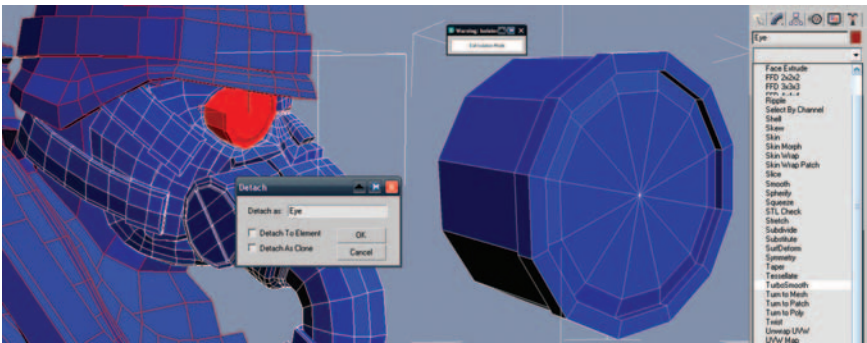 Warning: Isolate
Exit Isolation Mode
Detach
Detach as: Eye
Detach To Element
OK
Detach As Clone
Cancel
Eye
Face Extrude
FFD 2x2x2
FFD 3x3x3
FFD 4x4x4
Ripple
Select By Channel
Shell
Skew
Skin
Skin Morph
Skin Wrap
Skin Wrap Patch
Slice
Smooth
Spherify
Squeeze
STL Check
Stretch
Subdivide
Substitute
SurfDeform
Symmetry
Taper
Tessellate
TurboSmooth
Turn to Mesh
Turn to Patch
Turn to Poly
Twist
Unwrap UVW
UVW Map